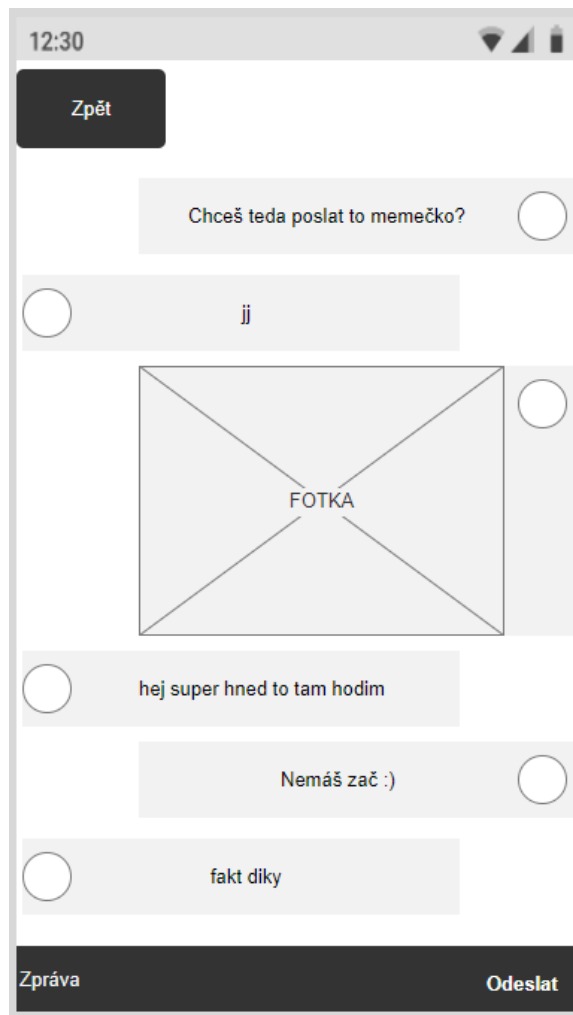 12:30
Zpět
Chceš teda poslat to memečko?
jj
FOTKA
hej super hned to tam hodim
Nemáš zač :)
fakt diky
Zpráva
Odeslat